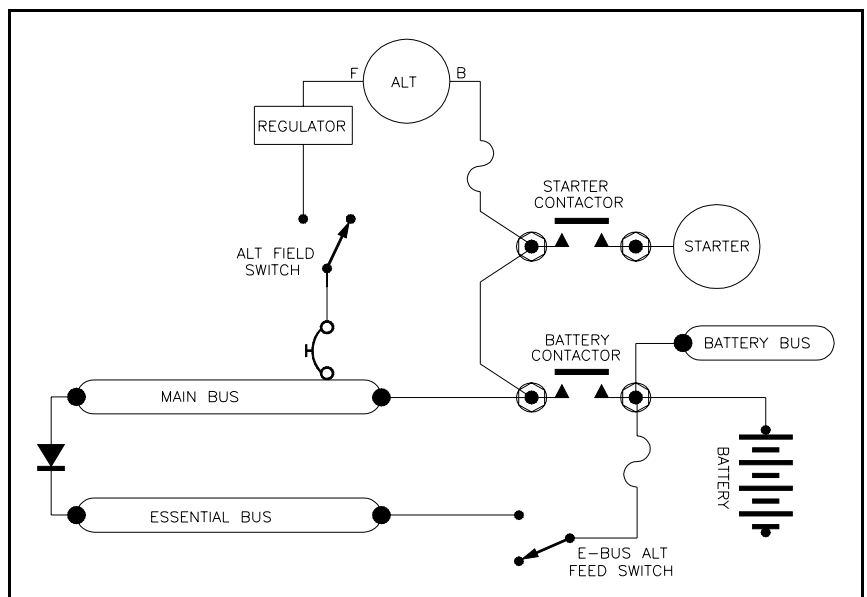 F
B
ALT
REGULATOR
STARTER
CONTACTOR
STARTER
ALT FIELD
SWITCH
BATTERY
CONTACTOR
BATTERY BUS
MAIN BUS
BATTERY
ESSENTIAL BUS
E-BUS ALT
FEED SWITCH